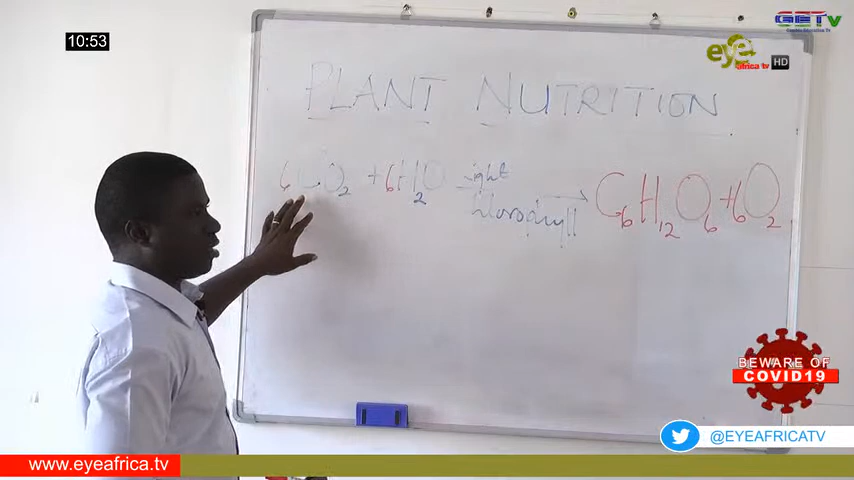 10:53
GETV
eye
africa tv HD
PLANT NUTRITION
6CO2 + 6H2O light C6H12O6 + 6O2
chlorophyll
BEWARE OF
COVID19
@EYEAFRICATV
www.eyeafrica.tv